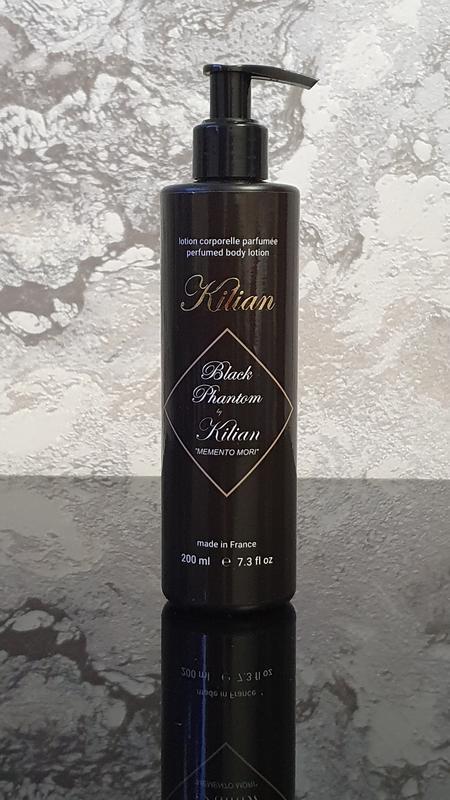 lotion corporelle parfumée
perfumed body lotion
Kilian
Black
Phantom
by
Kilian
"MEMENTO MORI"
made in France
200 ml ℮ 7.3 fl oz